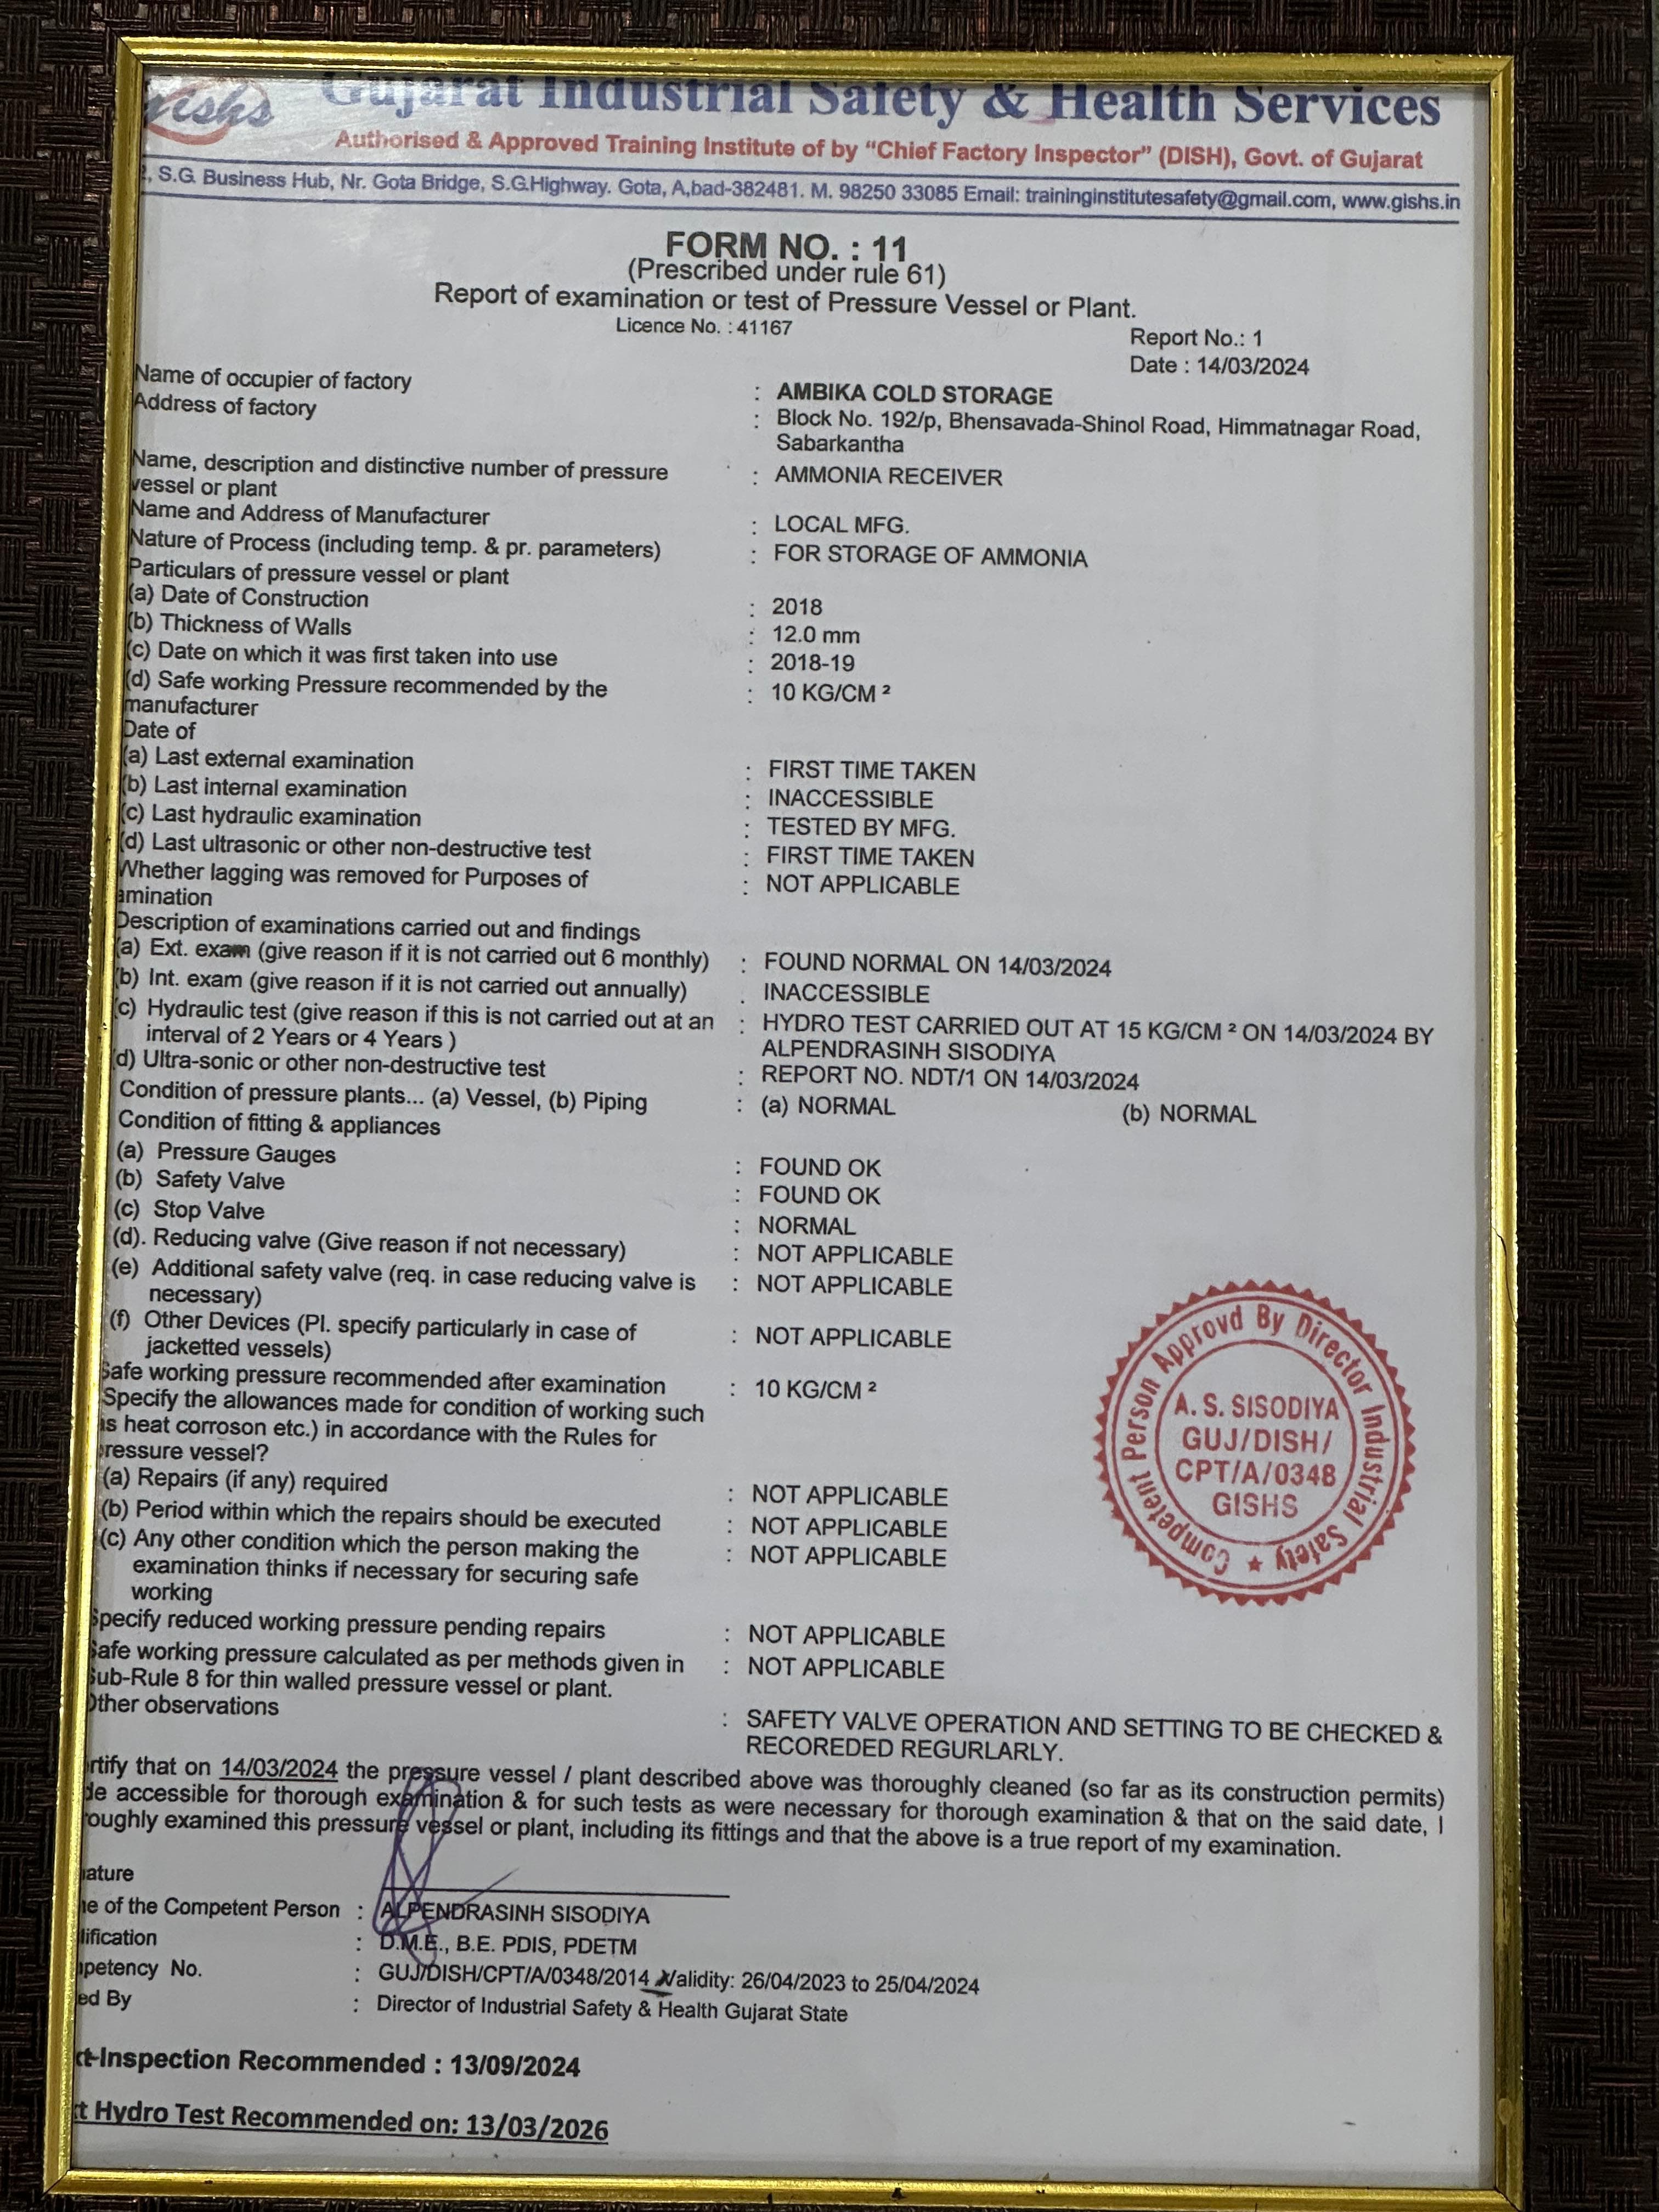 gishs
Gujarat Industrial Safety & Health Services
Authorised & Approved Training Institute of by “Chief Factory Inspector” (DISH), Govt. of Gujarat
, S.G. Business Hub, Nr. Gota Bridge, S.G.Highway. Gota, A,bad-382481. M. 98250 33085 Email: traininginstitutesafety@gmail.com, www.gishs.in
FORM NO. : 11
(Prescribed under rule 61)
Report of examination or test of Pressure Vessel or Plant.
Licence No. : 41167
Report No.: 1
Date : 14/03/2024
Name of occupier of factory : AMBIKA COLD STORAGE
Address of factory : Block No. 192/p, Bhensavada-Shinol Road, Himmatnagar Road,
Sabarkantha
Name, description and distinctive number of pressure : AMMONIA RECEIVER
vessel or plant
Name and Address of Manufacturer : LOCAL MFG.
Nature of Process (including temp. & pr. parameters) : FOR STORAGE OF AMMONIA
Particulars of pressure vessel or plant
(a) Date of Construction : 2018
(b) Thickness of Walls : 12.0 mm
(c) Date on which it was first taken into use : 2018-19
(d) Safe working Pressure recommended by the : 10 KG/CM ²
manufacturer
Date of
(a) Last external examination : FIRST TIME TAKEN
(b) Last internal examination : INACCESSIBLE
(c) Last hydraulic examination : TESTED BY MFG.
(d) Last ultrasonic or other non-destructive test : FIRST TIME TAKEN
Whether lagging was removed for Purposes of : NOT APPLICABLE
amination
Description of examinations carried out and findings
(a) Ext. exam (give reason if it is not carried out 6 monthly) : FOUND NORMAL ON 14/03/2024
(b) Int. exam (give reason if it is not carried out annually) . INACCESSIBLE
(c) Hydraulic test (give reason if this is not carried out at an : HYDRO TEST CARRIED OUT AT 15 KG/CM ² ON 14/03/2024 BY
interval of 2 Years or 4 Years ) ALPENDRASINH SISODIYA
(d) Ultra-sonic or other non-destructive test : REPORT NO. NDT/1 ON 14/03/2024
Condition of pressure plants... (a) Vessel, (b) Piping : (a) NORMAL (b) NORMAL
Condition of fitting & appliances
(a) Pressure Gauges : FOUND OK
(b) Safety Valve : FOUND OK
(c) Stop Valve : NORMAL
(d). Reducing valve (Give reason if not necessary) : NOT APPLICABLE
(e) Additional safety valve (req. in case reducing valve is : NOT APPLICABLE
necessary)
(f) Other Devices (Pl. specify particularly in case of : NOT APPLICABLE
jacketted vessels)
Safe working pressure recommended after examination : 10 KG/CM ²
Specify the allowances made for condition of working such
is heat corroson etc.) in accordance with the Rules for
pressure vessel?
(a) Repairs (if any) required : NOT APPLICABLE
(b) Period within which the repairs should be executed : NOT APPLICABLE
(c) Any other condition which the person making the : NOT APPLICABLE
examination thinks if necessary for securing safe
working
Specify reduced working pressure pending repairs : NOT APPLICABLE
Safe working pressure calculated as per methods given in : NOT APPLICABLE
Sub-Rule 8 for thin walled pressure vessel or plant.
Other observations : SAFETY VALVE OPERATION AND SETTING TO BE CHECKED &
RECOREDED REGURLARLY.
Competent Person Approvd By Director Industrial Safety
A. S. SISODIYA
GUJ/DISH/
CPT/A/0348
GISHS
rtify that on 14/03/2024 the pressure vessel / plant described above was thoroughly cleaned (so far as its construction permits)
de accessible for thorough examination & for such tests as were necessary for thorough examination & that on the said date, I
oughly examined this pressure vessel or plant, including its fittings and that the above is a true report of my examination.
ature
e of the Competent Person : ALPENDRASINH SISODIYA
lification : D.M.E., B.E. PDIS, PDETM
petency No. : GUJ/DISH/CPT/A/0348/2014 Validity: 26/04/2023 to 25/04/2024
ed By : Director of Industrial Safety & Health Gujarat State
xt-Inspection Recommended : 13/09/2024
xt Hydro Test Recommended on: 13/03/2026